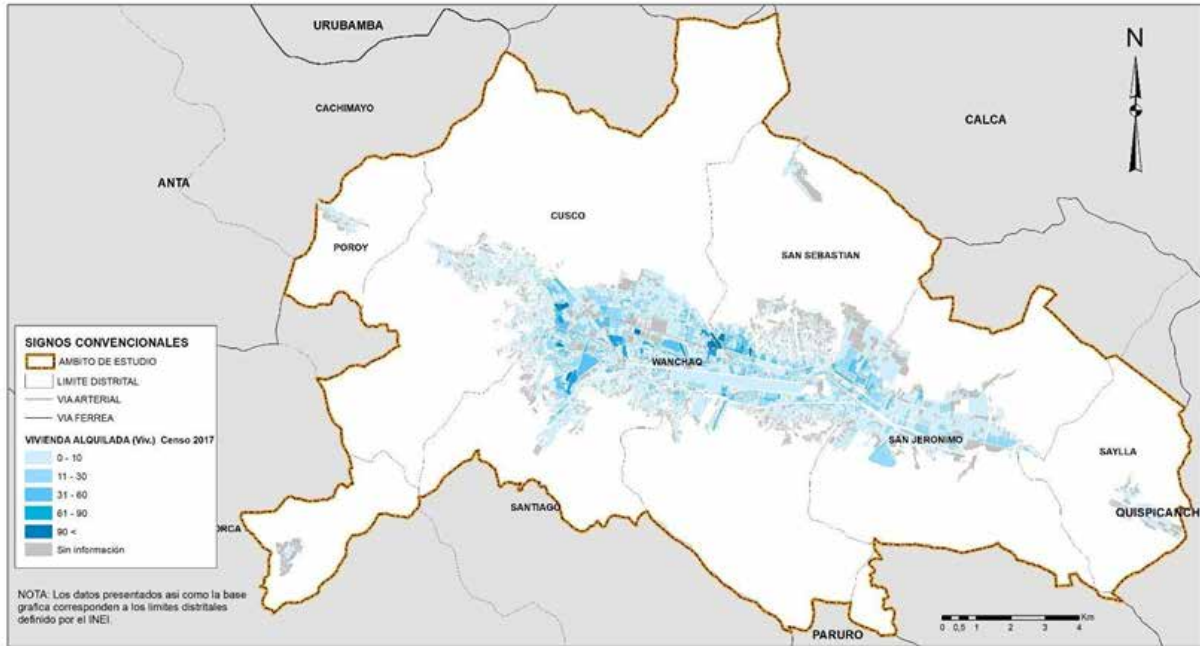 URUBAMBA
N
CACHIMAYO
CALCA
ANTA
CUSCO
POROY
SAN SEBASTIAN
WANCHAQ
SAN JERONIMO
SAYLLA
SANTIAGO
QUISPICANCH
ORCA
PARURO
SIGNOS CONVENCIONALES
AMBITO DE ESTUDIO
LIMITE DISTRITAL
VIA ARTERIAL
VIA FERREA
VIVIENDA ALQUILADA (Viv.) Censo 2017
0 - 10
11 - 30
31 - 60
61 - 90
90 <
Sin información
NOTA: Los datos presentados asi como la base
grafica corresponden a los limites distritales
definido por el INEI.
Km
0 0,5 1 2 3 4